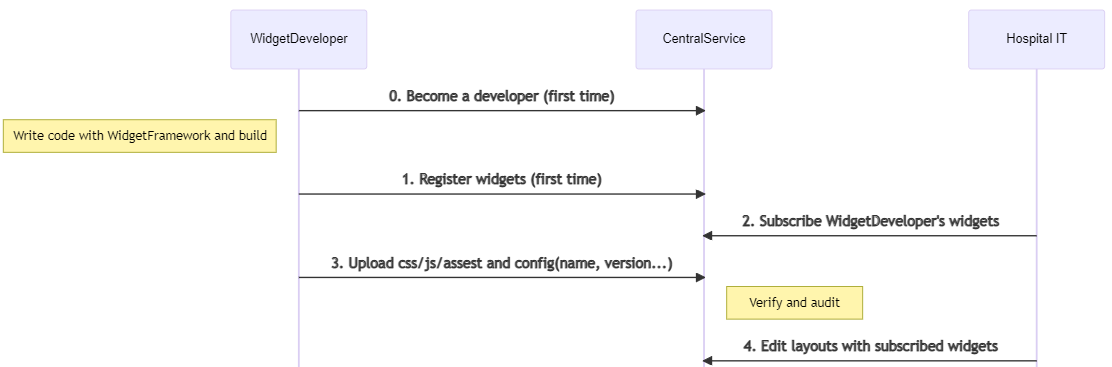 WidgetDeveloper
CentralService
Hospital IT
0. Become a developer (first time)
Write code with WidgetFramework and build
1. Register widgets (first time)
2. Subscribe WidgetDeveloper's widgets
3. Upload css/js/assest and config(name, version...)
Verify and audit
4. Edit layouts with subscribed widgets